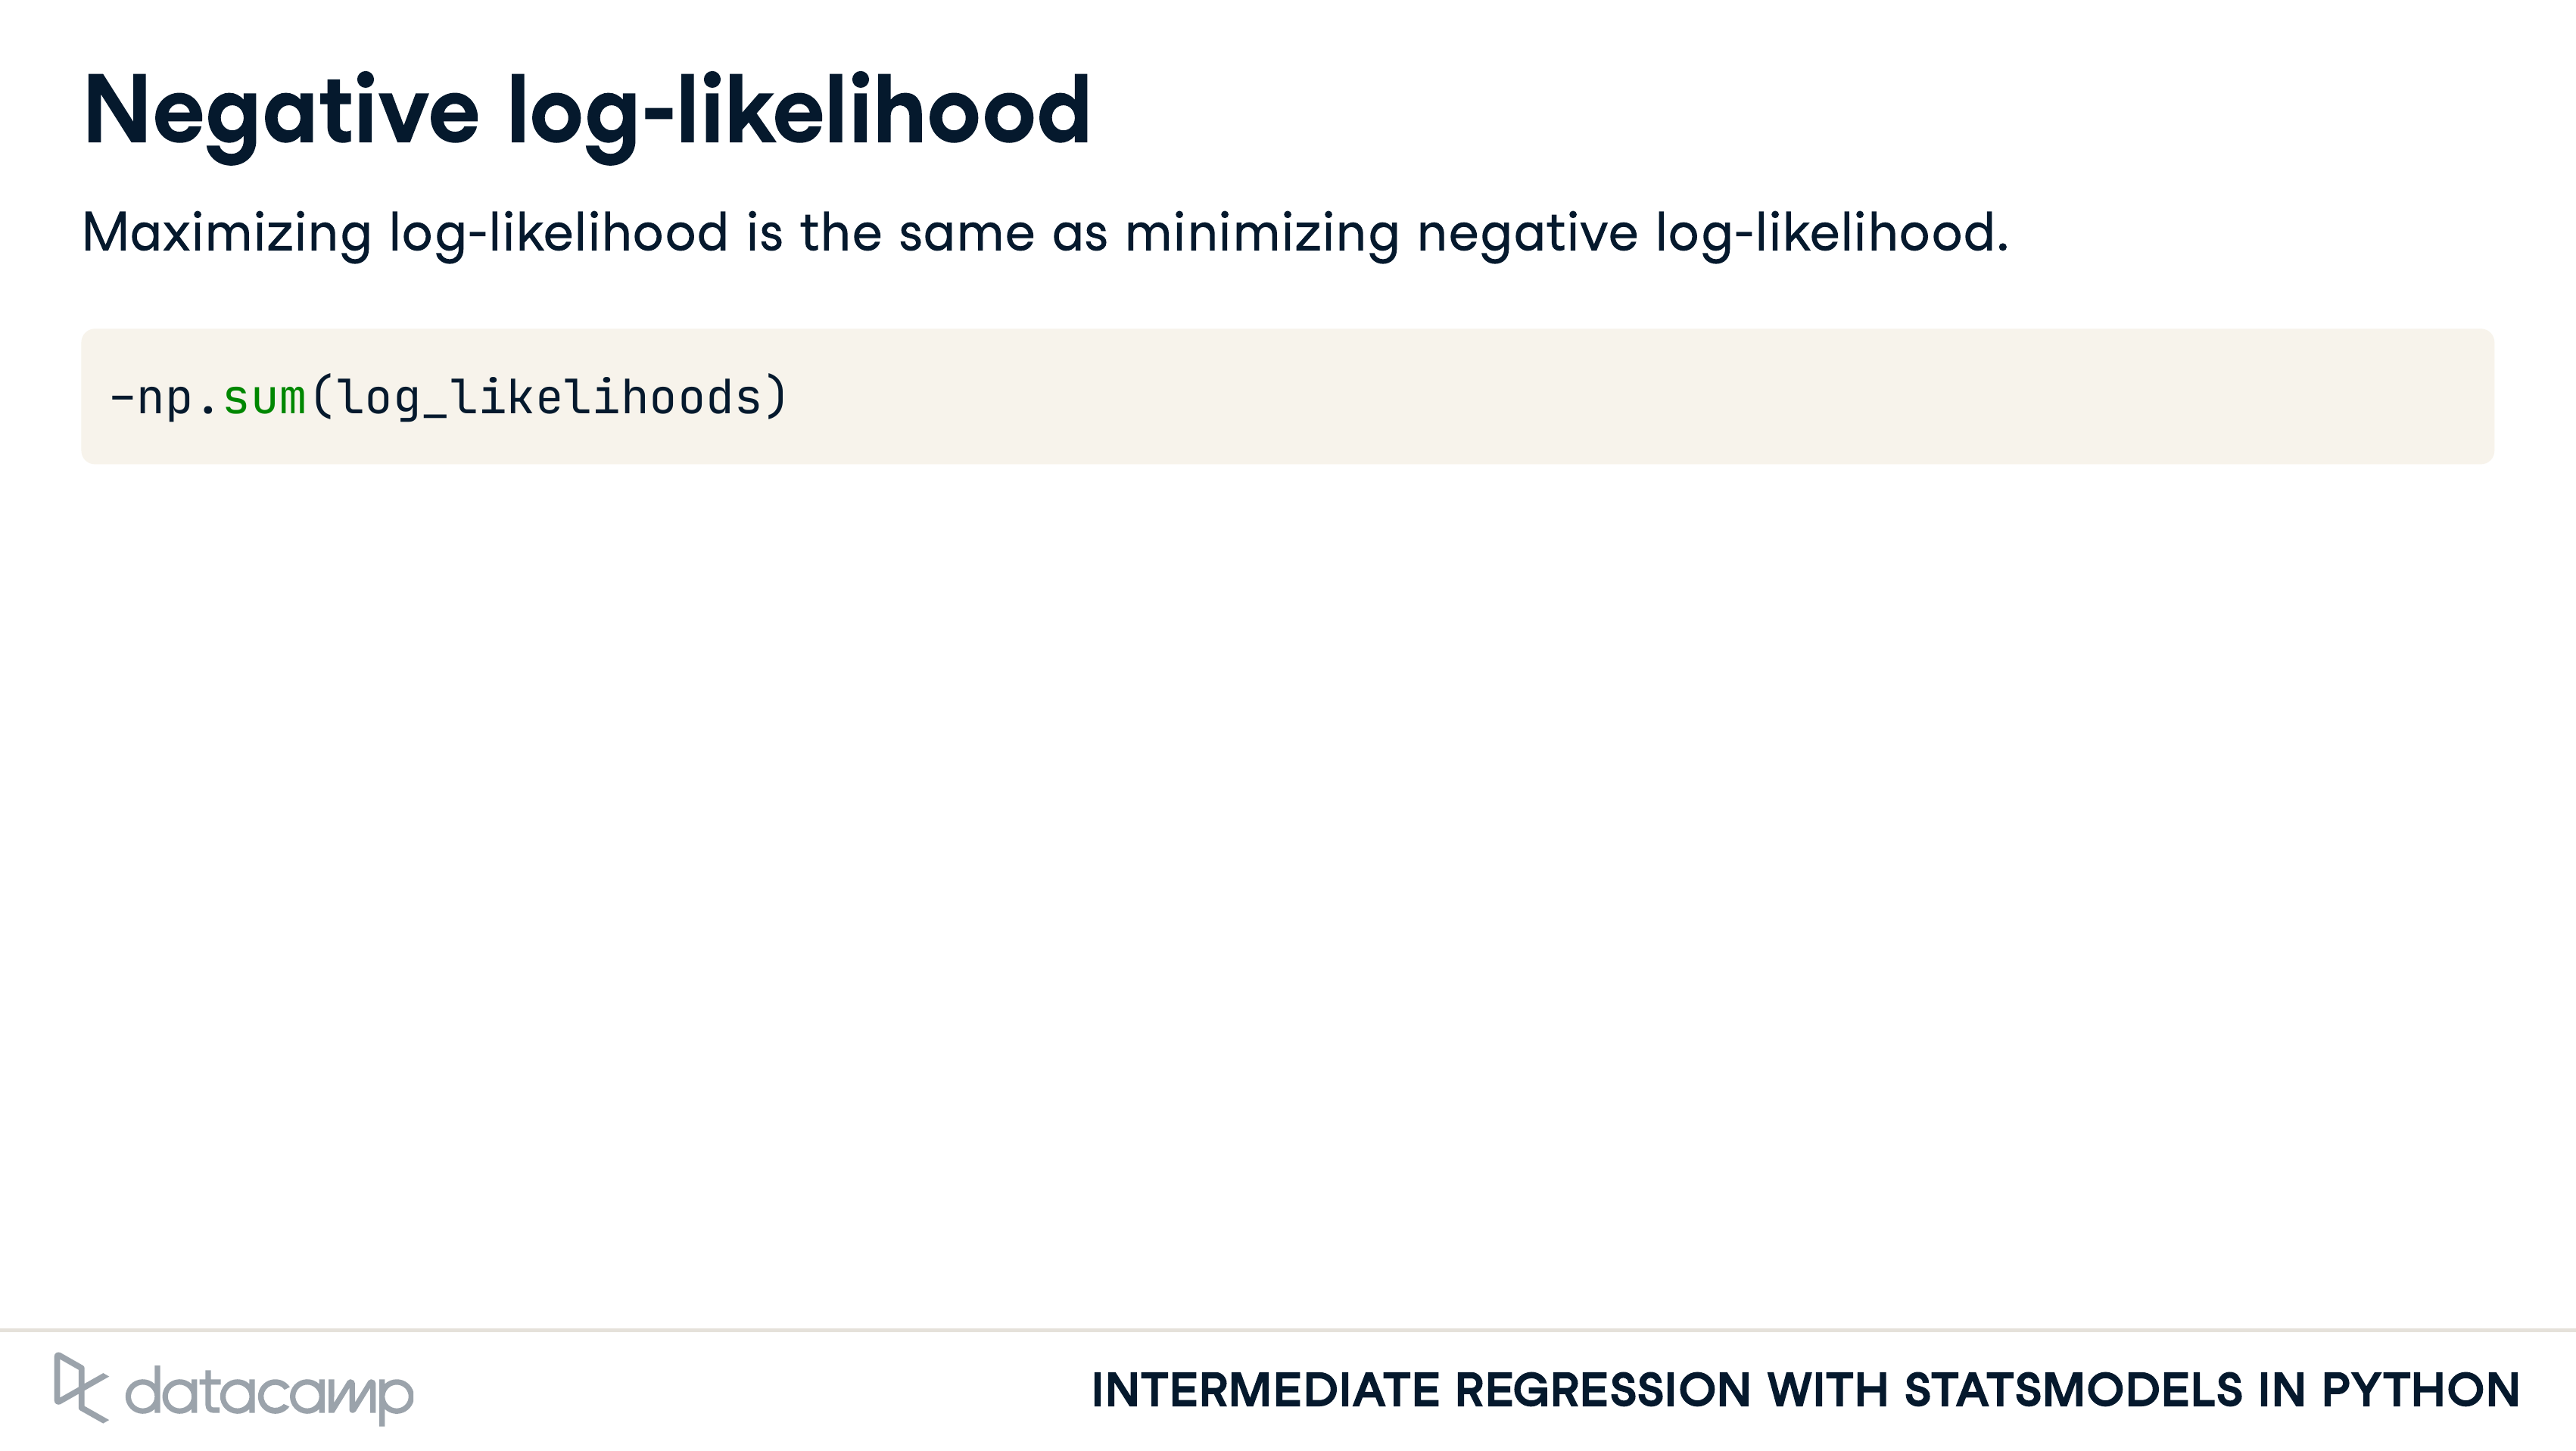 Negative log-likelihood
Maximizing log-likelihood is the same as minimizing negative log-likelihood.
-np.sum(log_likelihoods)
datacamp
INTERMEDIATE REGRESSION WITH STATSMODELS IN PYTHON